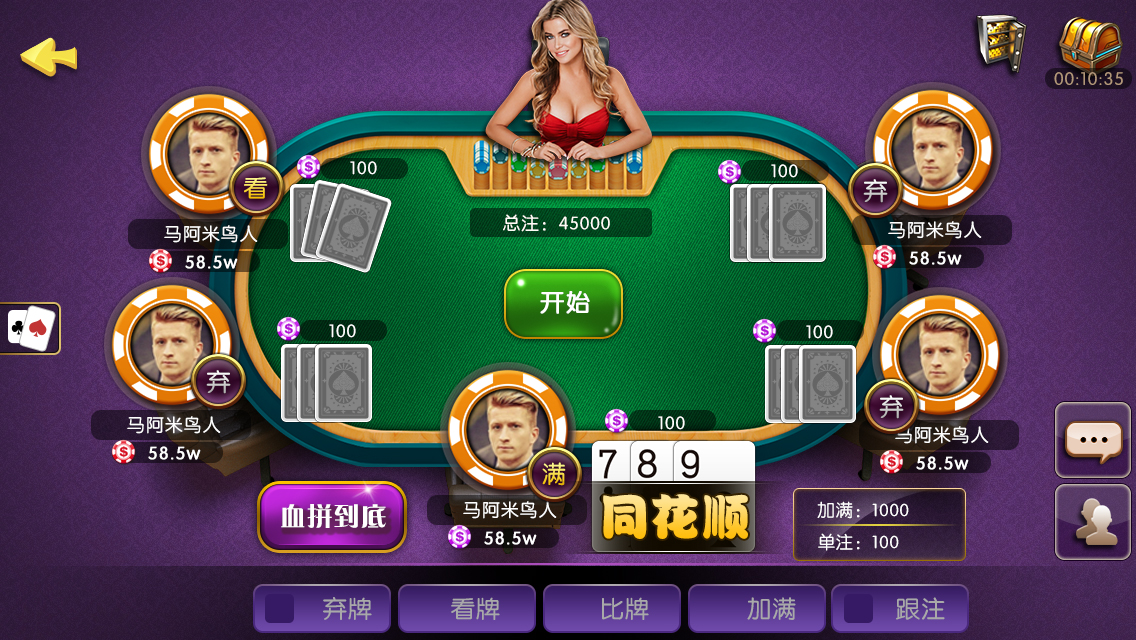 00:10:35
100
100
看
弃
总注：45000
马阿米鸟人
58.5w
马阿米鸟人
58.5w
开始
100
100
弃
弃
马阿米鸟人
58.5w
马阿米鸟人
58.5w
100
满
7 8 9
同花顺
马阿米鸟人
58.5w
血拼到底
加满：1000
单注：100
弃牌
看牌
比牌
加满
跟注